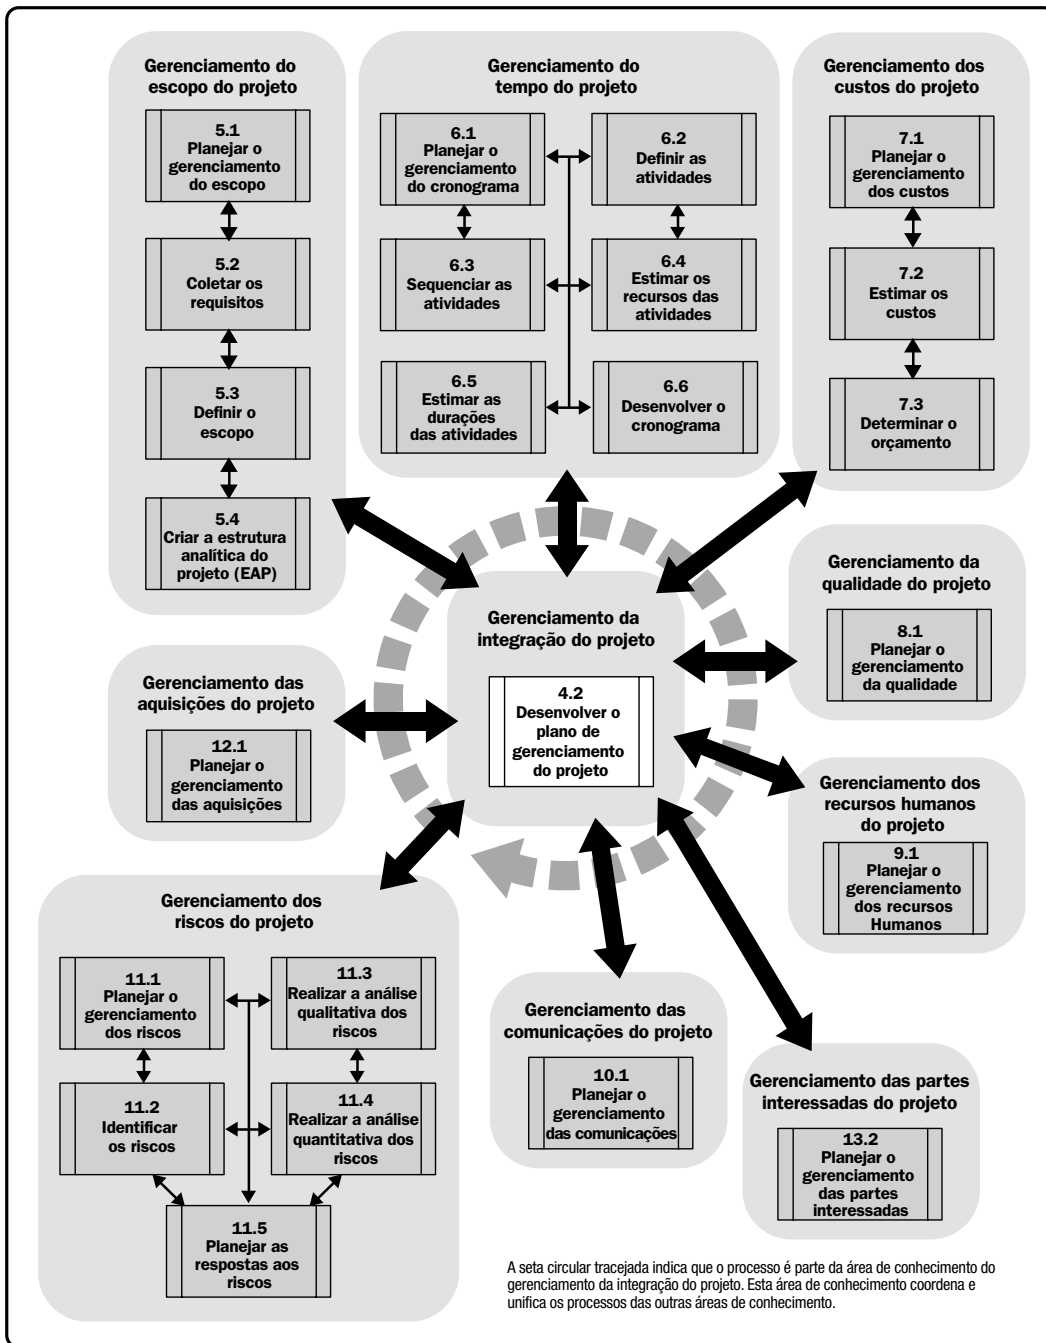 Gerenciamento do
escopo do projeto
5.1
Planejar o
gerenciamento
do escopo
5.2
Coletar os
requisitos
5.3
Definir o
escopo
5.4
Criar a estrutura
analítica do
projeto (EAP)
Gerenciamento do
tempo do projeto
6.1
Planejar o
gerenciamento
do cronograma
6.2
Definir as
atividades
6.3
Sequenciar as
atividades
6.4
Estimar os
recursos das
atividades
6.5
Estimar as
durações
das atividades
6.6
Desenvolver o
cronograma
Gerenciamento dos
custos do projeto
7.1
Planejar o
gerenciamento
dos custos
7.2
Estimar os
custos
7.3
Determinar o
orçamento
Gerenciamento da
integração do projeto
4.2
Desenvolver o
plano de
gerenciamento
do projeto
Gerenciamento da
qualidade do projeto
8.1
Planejar o
gerenciamento
da qualidade
Gerenciamento das
aquisições do projeto
12.1
Planejar o
gerenciamento
das aquisições
Gerenciamento dos
recursos humanos
do projeto
9.1
Planejar o
gerenciamento
dos recursos
Humanos
Gerenciamento dos
riscos do projeto
11.1
Planejar o
gerenciamento
dos riscos
11.3
Realizar a análise
qualitativa dos
riscos
11.2
Identificar
os riscos
11.4
Realizar a análise
quantitativa dos
riscos
11.5
Planejar as
respostas aos
riscos
Gerenciamento das
comunicações do projeto
10.1
Planejar o
gerenciamento
das comunicações
Gerenciamento das partes
interessadas do projeto
13.2
Planejar o
gerenciamento
das partes
interessadas
A seta circular tracejada indica que o processo é parte da área de conhecimento do
gerenciamento da integração do projeto. Esta área de conhecimento coordena e
unifica os processos das outras áreas de conhecimento.